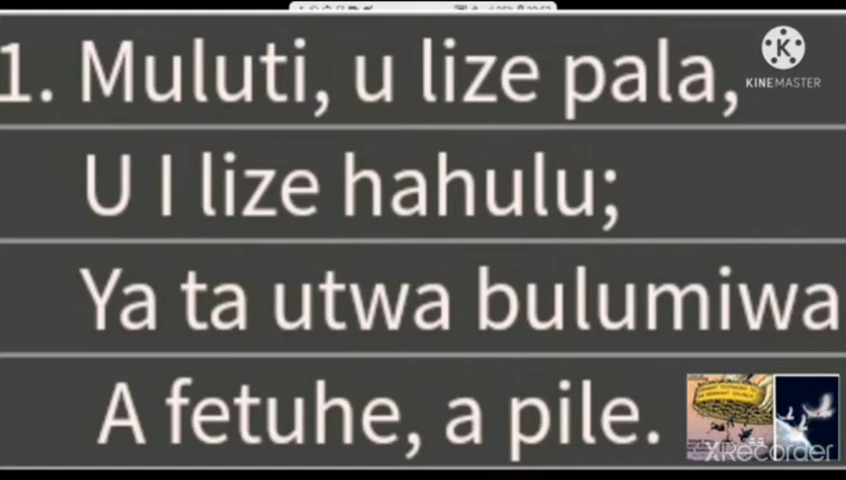 1. Muluti, u lize pala,
U I lize hahulu;
Ya ta utwa bulumiwa
A fetuhe, a pile.
KINEMASTER
XRecorder